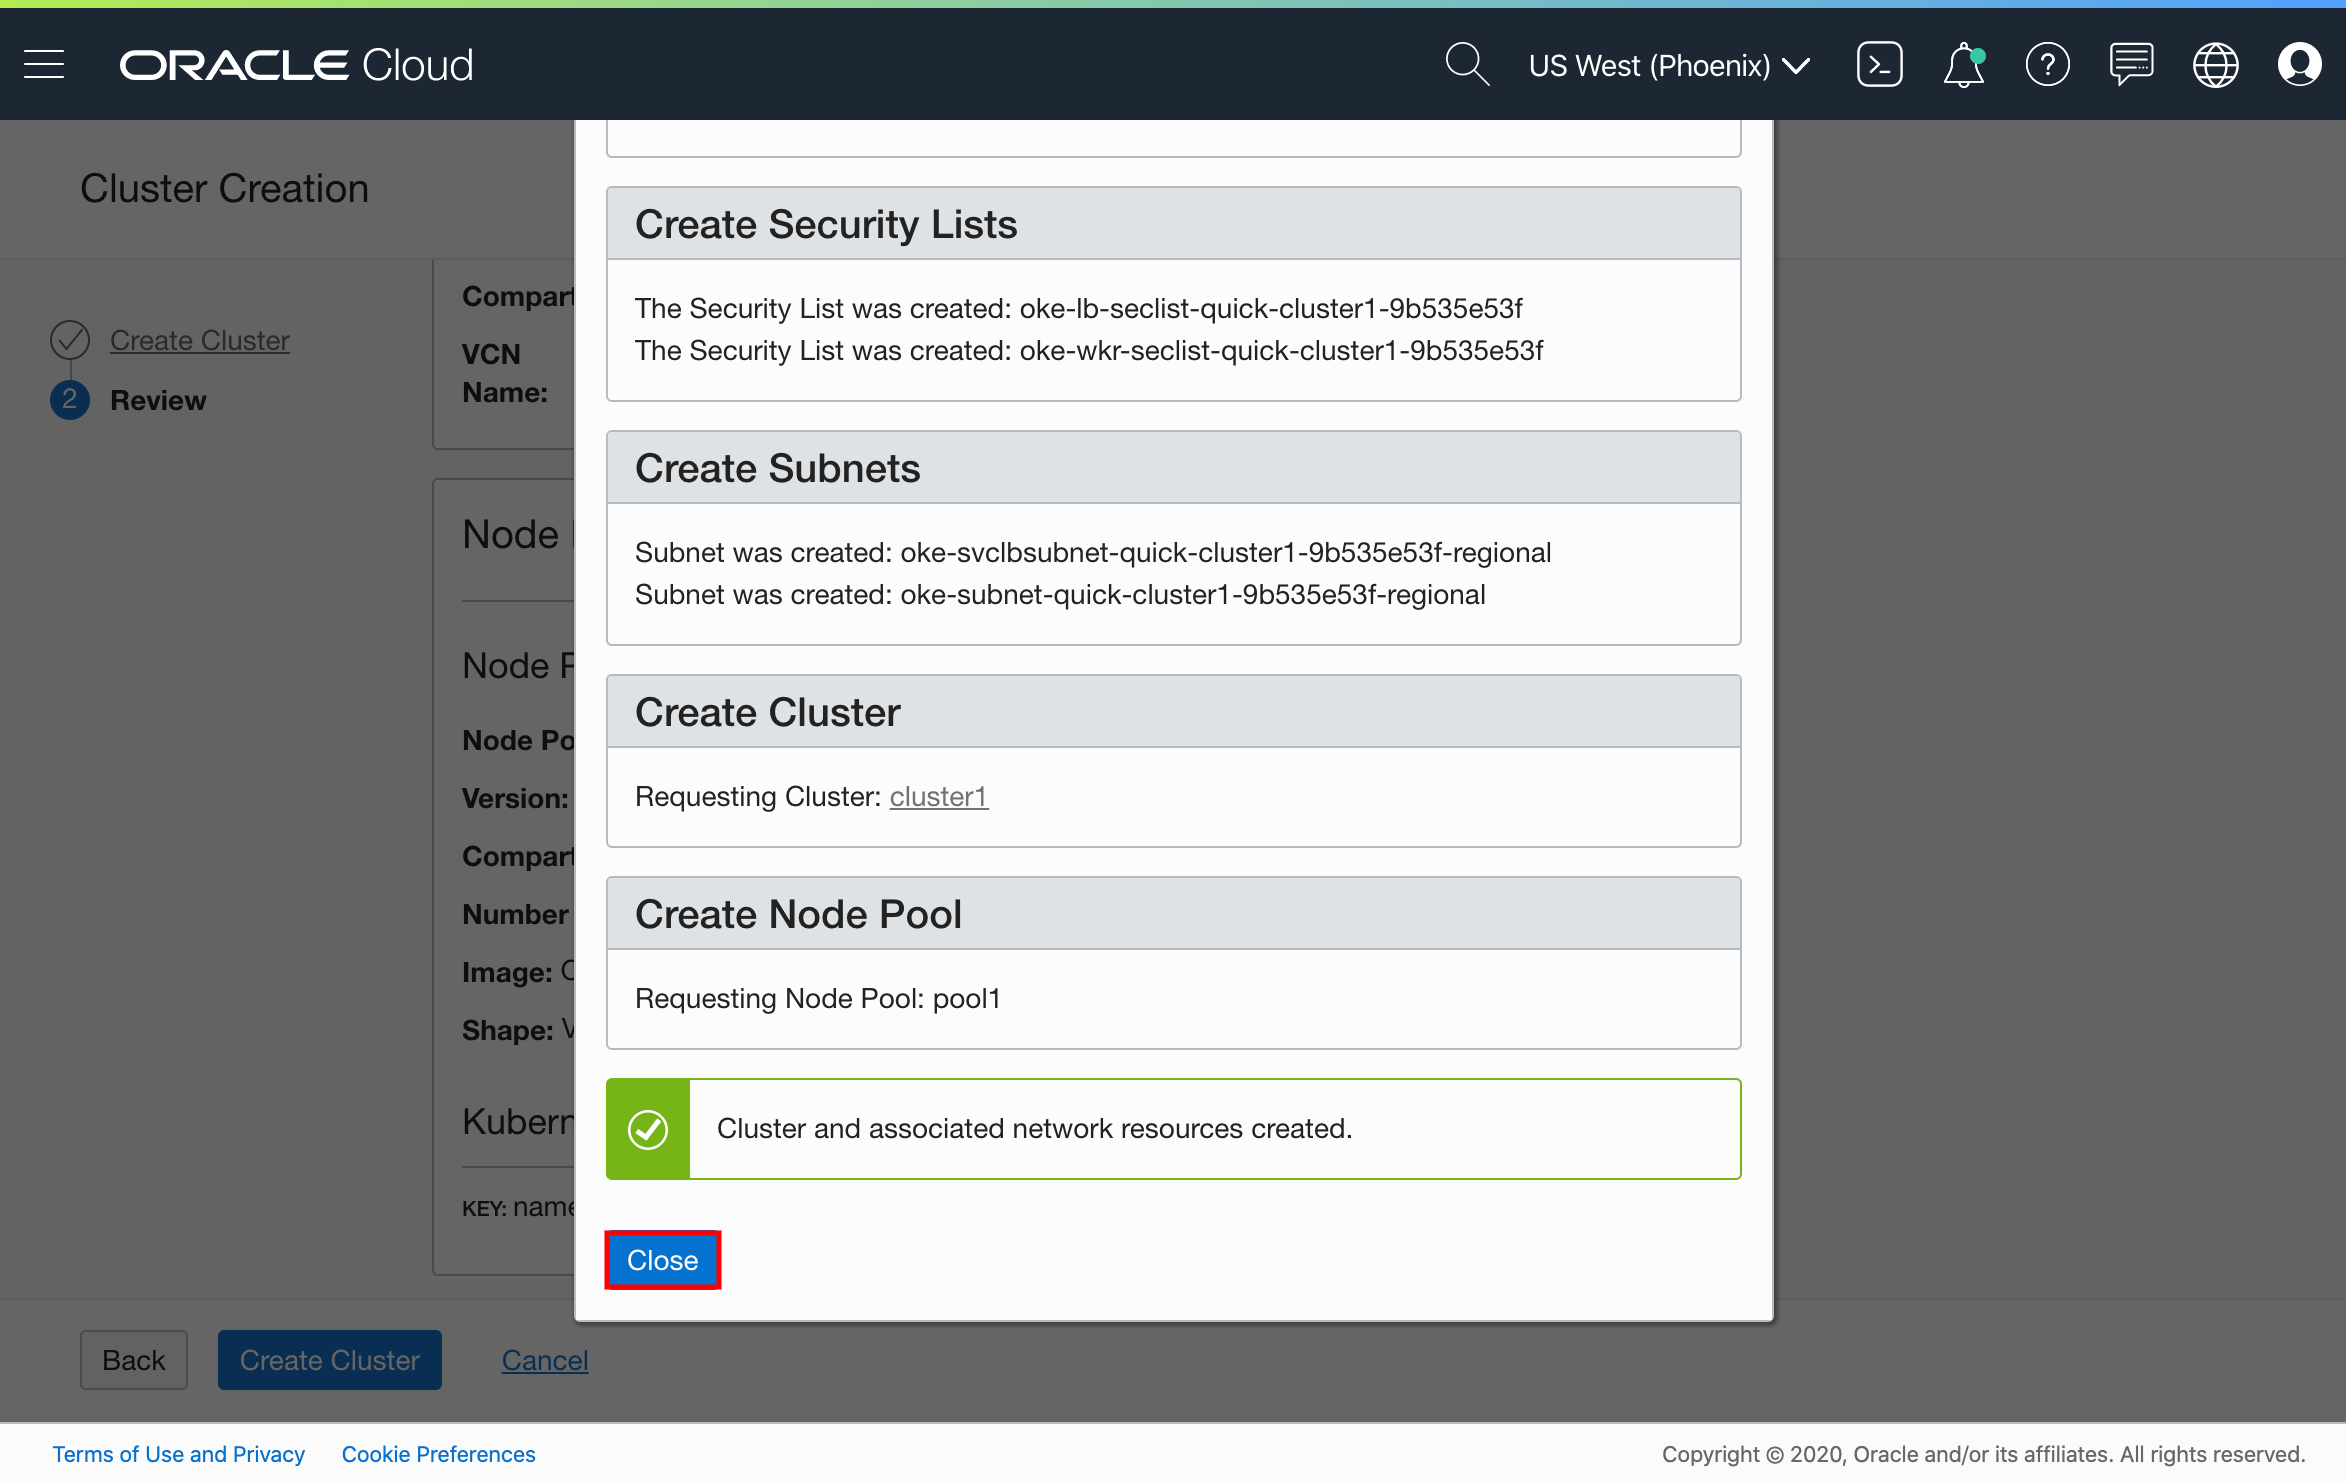 ORACLE Cloud
US West (Phoenix)
Cluster Creation
Create Cluster
2
Review
VCN
Name:
Node
Node
Node
Version:
Number
Image:
Shape:
KEY:
Create Security Lists
The Security List was created: oke-lb-seclist-quick-cluster1-9b535e53f
The Security List was created: oke-wkr-seclist-quick-cluster1-9b535e53f
Create Subnets
Subnet was created: oke-svclbsubnet-quick-cluster1-9b535e53f-regional
Subnet was created: oke-subnet-quick-cluster1-9b535e53f-regional
Create Cluster
Requesting Cluster: cluster1
Create Node Pool
Requesting Node Pool: pool1
Cluster and associated network resources created.
Close
Back
Create Cluster
Cancel
Terms of Use and Privacy
Cookie Preferences
Copyright © 2020, Oracle and/or its affiliates. All rights reserved.